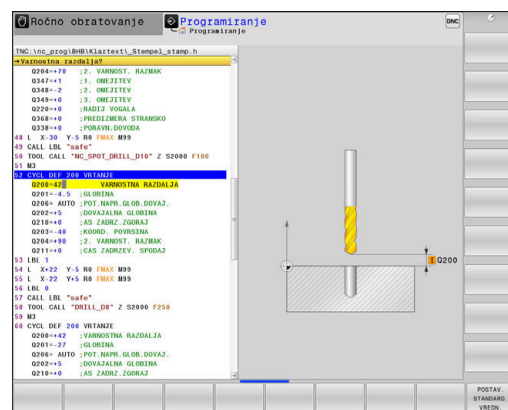 Ročno obratovanje
Programiranje
Programiranje
DNC
TNC:\nc_prog\BHB\Klartext\_Stempel_stamp.h
→Varnostna razdalja?
Q204=+70 ;2. VARNOST. RAZMAK
Q347=+1 ;1. OMEJITEV
Q348=-2 ;2. OMEJITEV
Q349=+0 ;3. OMEJITEV
Q220=+0 ;RADIJ VOGALA
Q368=+0 ;PREDIZMERA STRANSKO
Q338=+0 ;PORAVN.DOVODA
48 L X-30 Y-5 R0 FMAX M99
49 CALL LBL "safe"
50 TOOL CALL "NC_SPOT_DRILL_D10" Z S2000 F100
51 M3
52 CYCL DEF 200 VRTANJE
Q200=42 VARNOSTNA RAZDALJA
Q201=-4.5 ;GLOBINA
Q206= AUTO ;POT.NAPR.GLOB.DOVAJ.
Q202=+5 ;DOVAJALNA GLOBINA
Q210=+0 ;AS ZADRZ.ZGORAJ
Q203=-40 ;KOORD. POVRSINA
Q204=+90 ;2. VARNOST. RAZMAK
Q211=+0 ;CAS ZADRZEV. SPODAJ
53 LBL 1
54 L X+22 Y-5 R0 FMAX M99
55 L X-22 Y+5 R0 FMAX M99
56 LBL 0
57 CALL LBL "safe"
58 TOOL CALL "DRILL_D8" Z S2000 F250
59 M3
60 CYCL DEF 200 VRTANJE
Q200=+42 ;VARNOSTNA RAZDALJA
Q201=-27 ;GLOBINA
Q206= AUTO ;POT.NAPR.GLOB.DOVAJ.
Q202=+5 ;DOVAJALNA GLOBINA
Q210=+0 ;AS ZADRZ.ZGORAJ
Q200
POSTAV.
STANDARD.
VREDN.